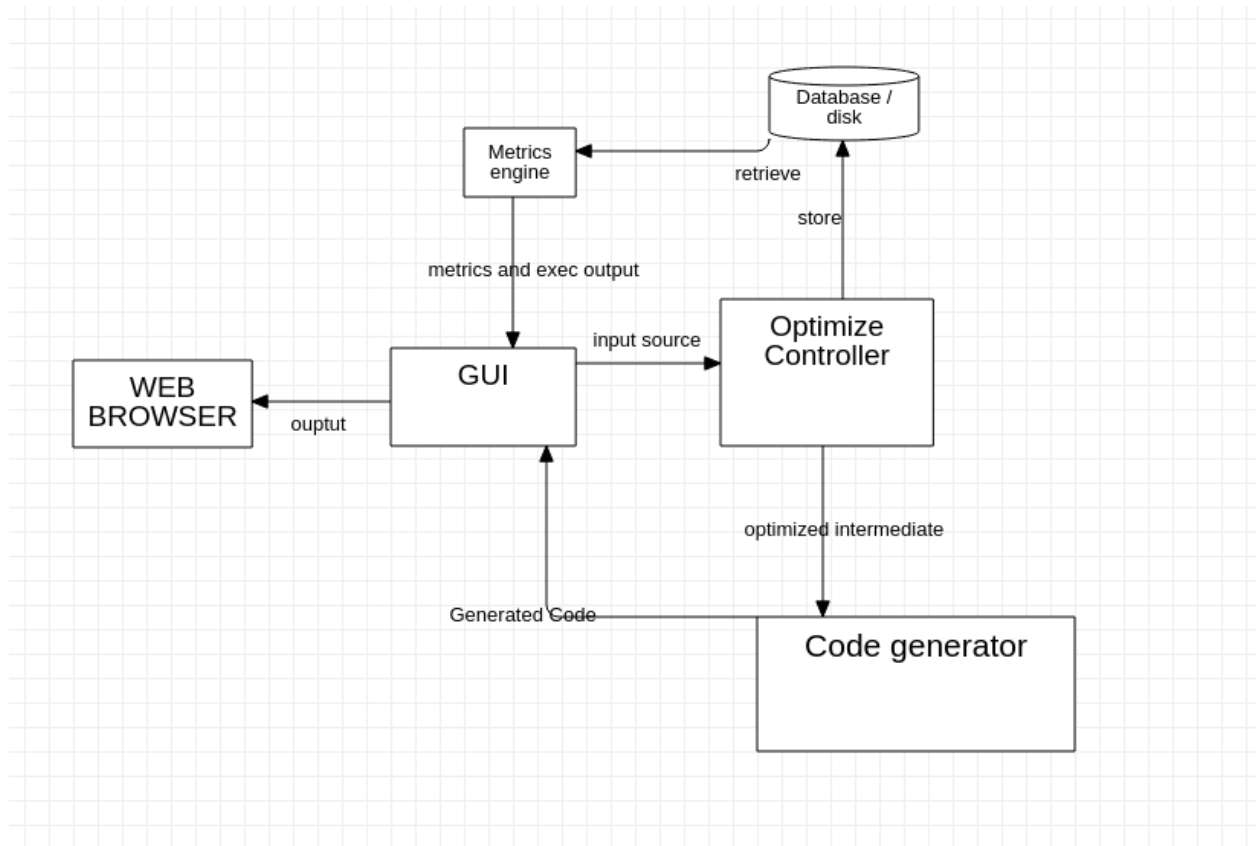 Database /
disk
Metrics
engine
retrieve
store
metrics and exec output
input source
Optimize
Controller
GUI
WEB
BROWSER
ouptut
optimized intermediate
Generated Code
Code generator